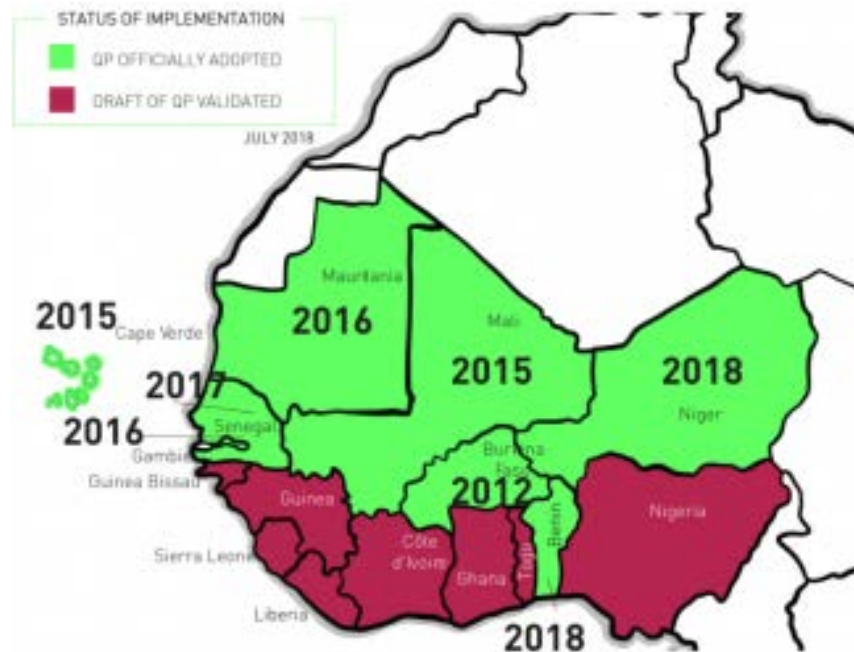 STATUS OF IMPLEMENTATION
QP OFFICIALLY ADOPTED
DRAFT OF QP VALIDATED
JULY 2018
Mauritania
2016
2015
Cape Verde
Mali
2015
2018
Niger
2017
Senegal
2016
Gambie
Guinea Bissau
Burkina
Faso
2012
Benin
Guinea
Nigeria
Côte
d'Ivoire
Ghana
Togo
Sierra Leone
Liberia
2018